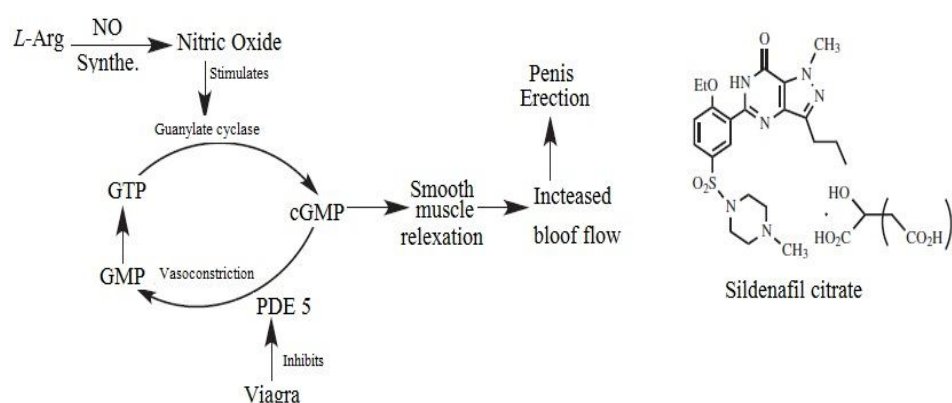 L-Arg
NO
Synthe.
Nitric Oxide
Stimulates
Guanylate cyclase
GTP
cGMP
GMP
Vasoconstriction
PDE 5
Inhibits
Viagra
Smooth
muscle
relexation
Incteased
bloof flow
Penis
Erection
O
CH3
HN
N
N
EtO
N
O2S
N
N
CH3
HO
HO2C
CO2H
Sildenafil citrate